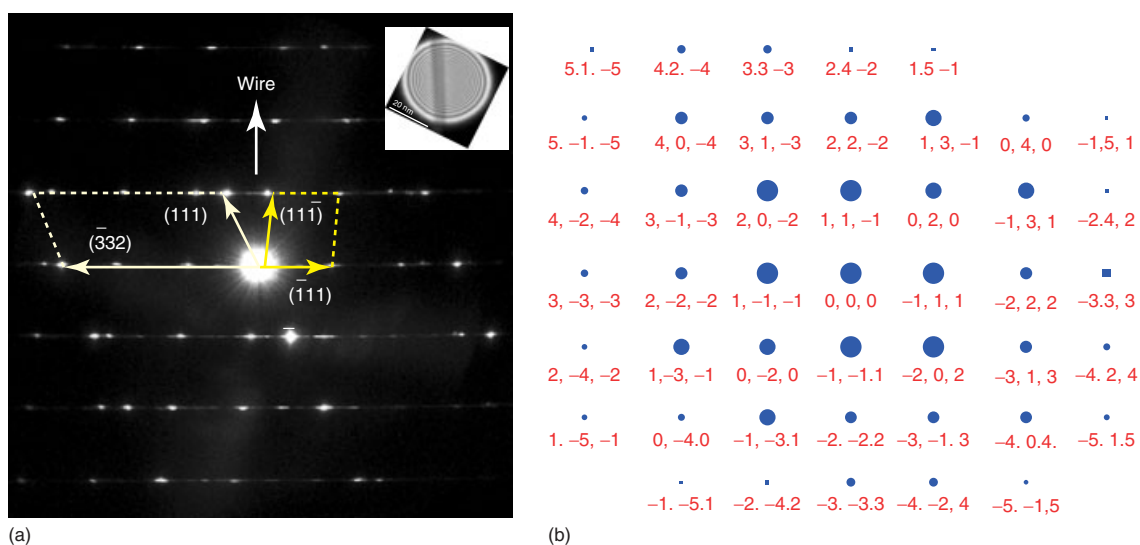 Wire
20 nm
(111)
(111̄)
(3̄32)
(1̄11)
(a)
5.1. –5 4.2. –4 3.3 –3 2.4 –2 1.5 –1
5. –1. –5 4, 0, –4 3, 1, –3 2, 2, –2 1, 3, –1 0, 4, 0 –1,5, 1
4, –2, –4 3, –1, –3 2, 0, –2 1, 1, –1 0, 2, 0 –1, 3, 1 –2.4, 2
3, –3, –3 2, –2, –2 1, –1, –1 0, 0, 0 –1, 1, 1 –2, 2, 2 –3.3, 3
2, –4, –2 1,–3, –1 0, –2, 0 –1, –1.1 –2, 0, 2 –3, 1, 3 –4. 2, 4
1. –5, –1 0, –4.0 –1, –3.1 –2. –2.2 –3, –1. 3 –4. 0.4. –5. 1.5
–1. –5.1 –2. –4.2 –3. –3.3 –4. –2, 4 –5. –1,5
(b)